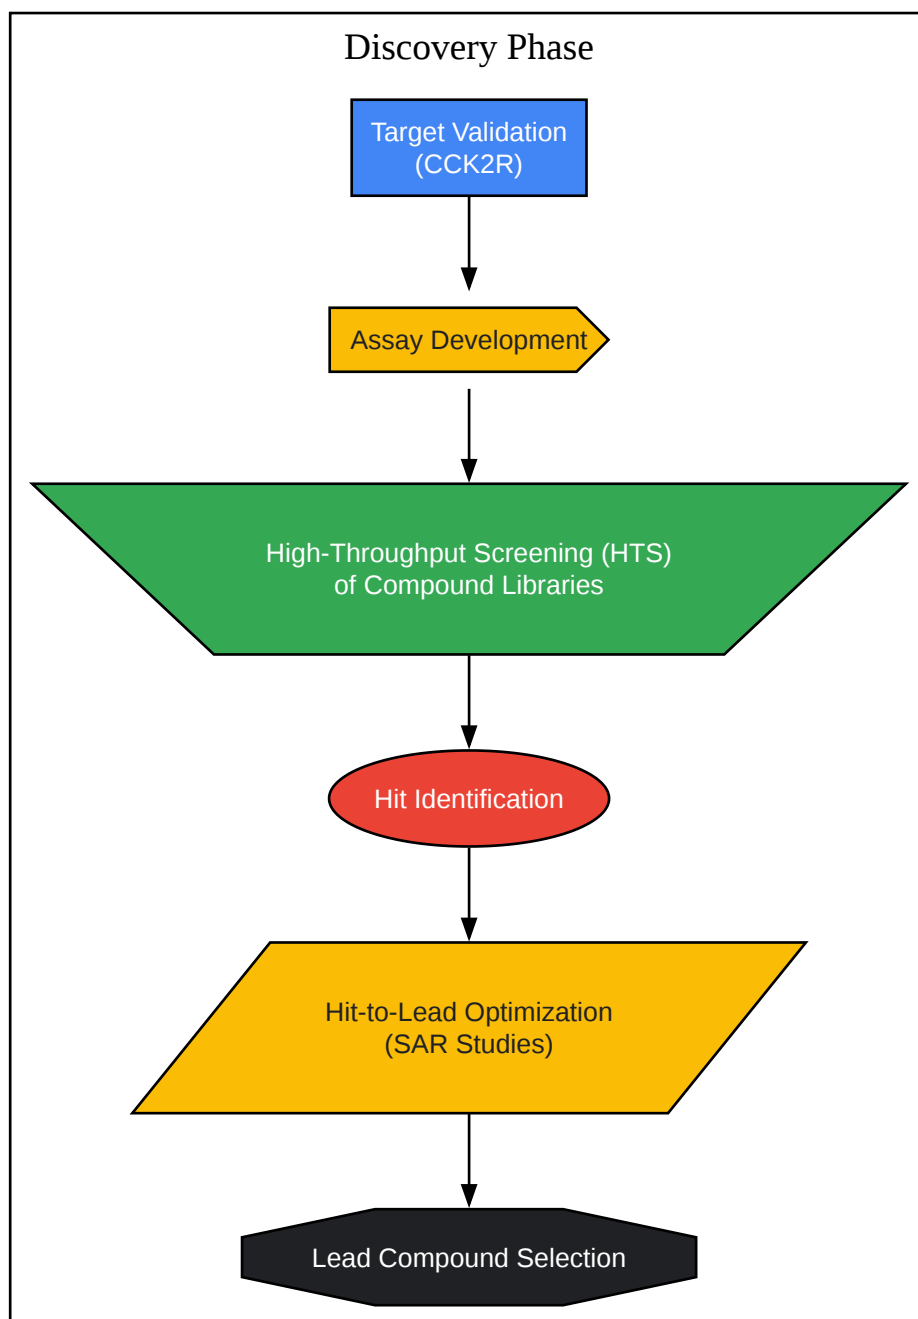 Discovery Phase
Target Validation
(CCK2R)
Assay Development
High-Throughput Screening (HTS)
of Compound Libraries
Hit Identification
Hit-to-Lead Optimization
(SAR Studies)
Lead Compound Selection